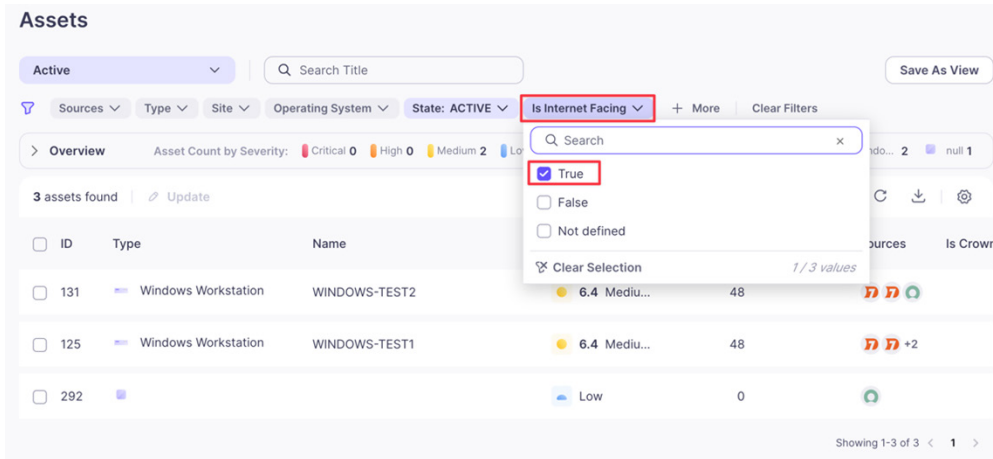 Assets
Active
Search Title
Save As View
Sources Type Site Operating System State: ACTIVE Is Internet Facing + More Clear Filters
Search ×
Overview Asset Count by Severity: Critical 0 High 0 Medium 2 Lo 2 null 1
True
3 assets found Update
False
Not defined
ID Type Name Is Crown
Clear Selection 1 / 3 values
131 Windows Workstation WINDOWS-TEST2 6.4 Mediu... 48
125 Windows Workstation WINDOWS-TEST1 6.4 Mediu... 48 +2
292 Low 0
Showing 1-3 of 3 < 1 >